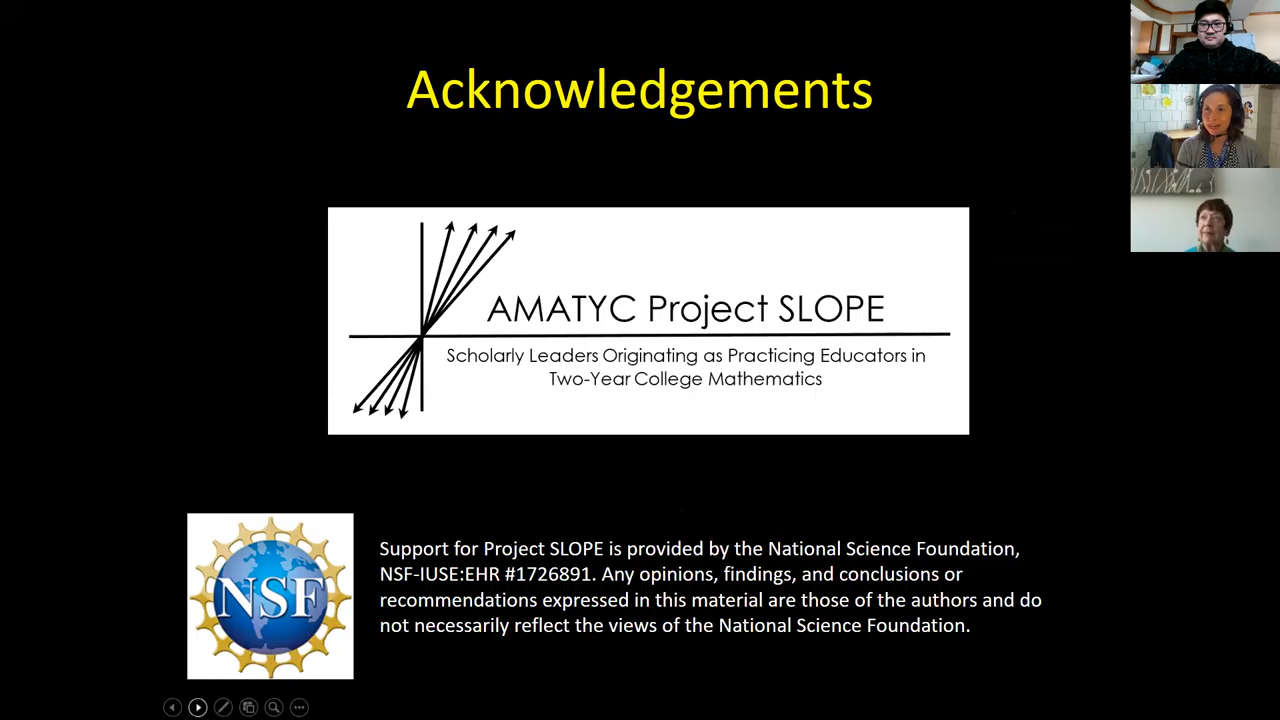 Acknowledgements
AMATYC Project SLOPE
Scholarly Leaders Originating as Practicing Educators in
Two-Year College Mathematics
NSF
Support for Project SLOPE is provided by the National Science Foundation,
NSF-IUSE:EHR #1726891. Any opinions, findings, and conclusions or
recommendations expressed in this material are those of the authors and do
not necessarily reflect the views of the National Science Foundation.